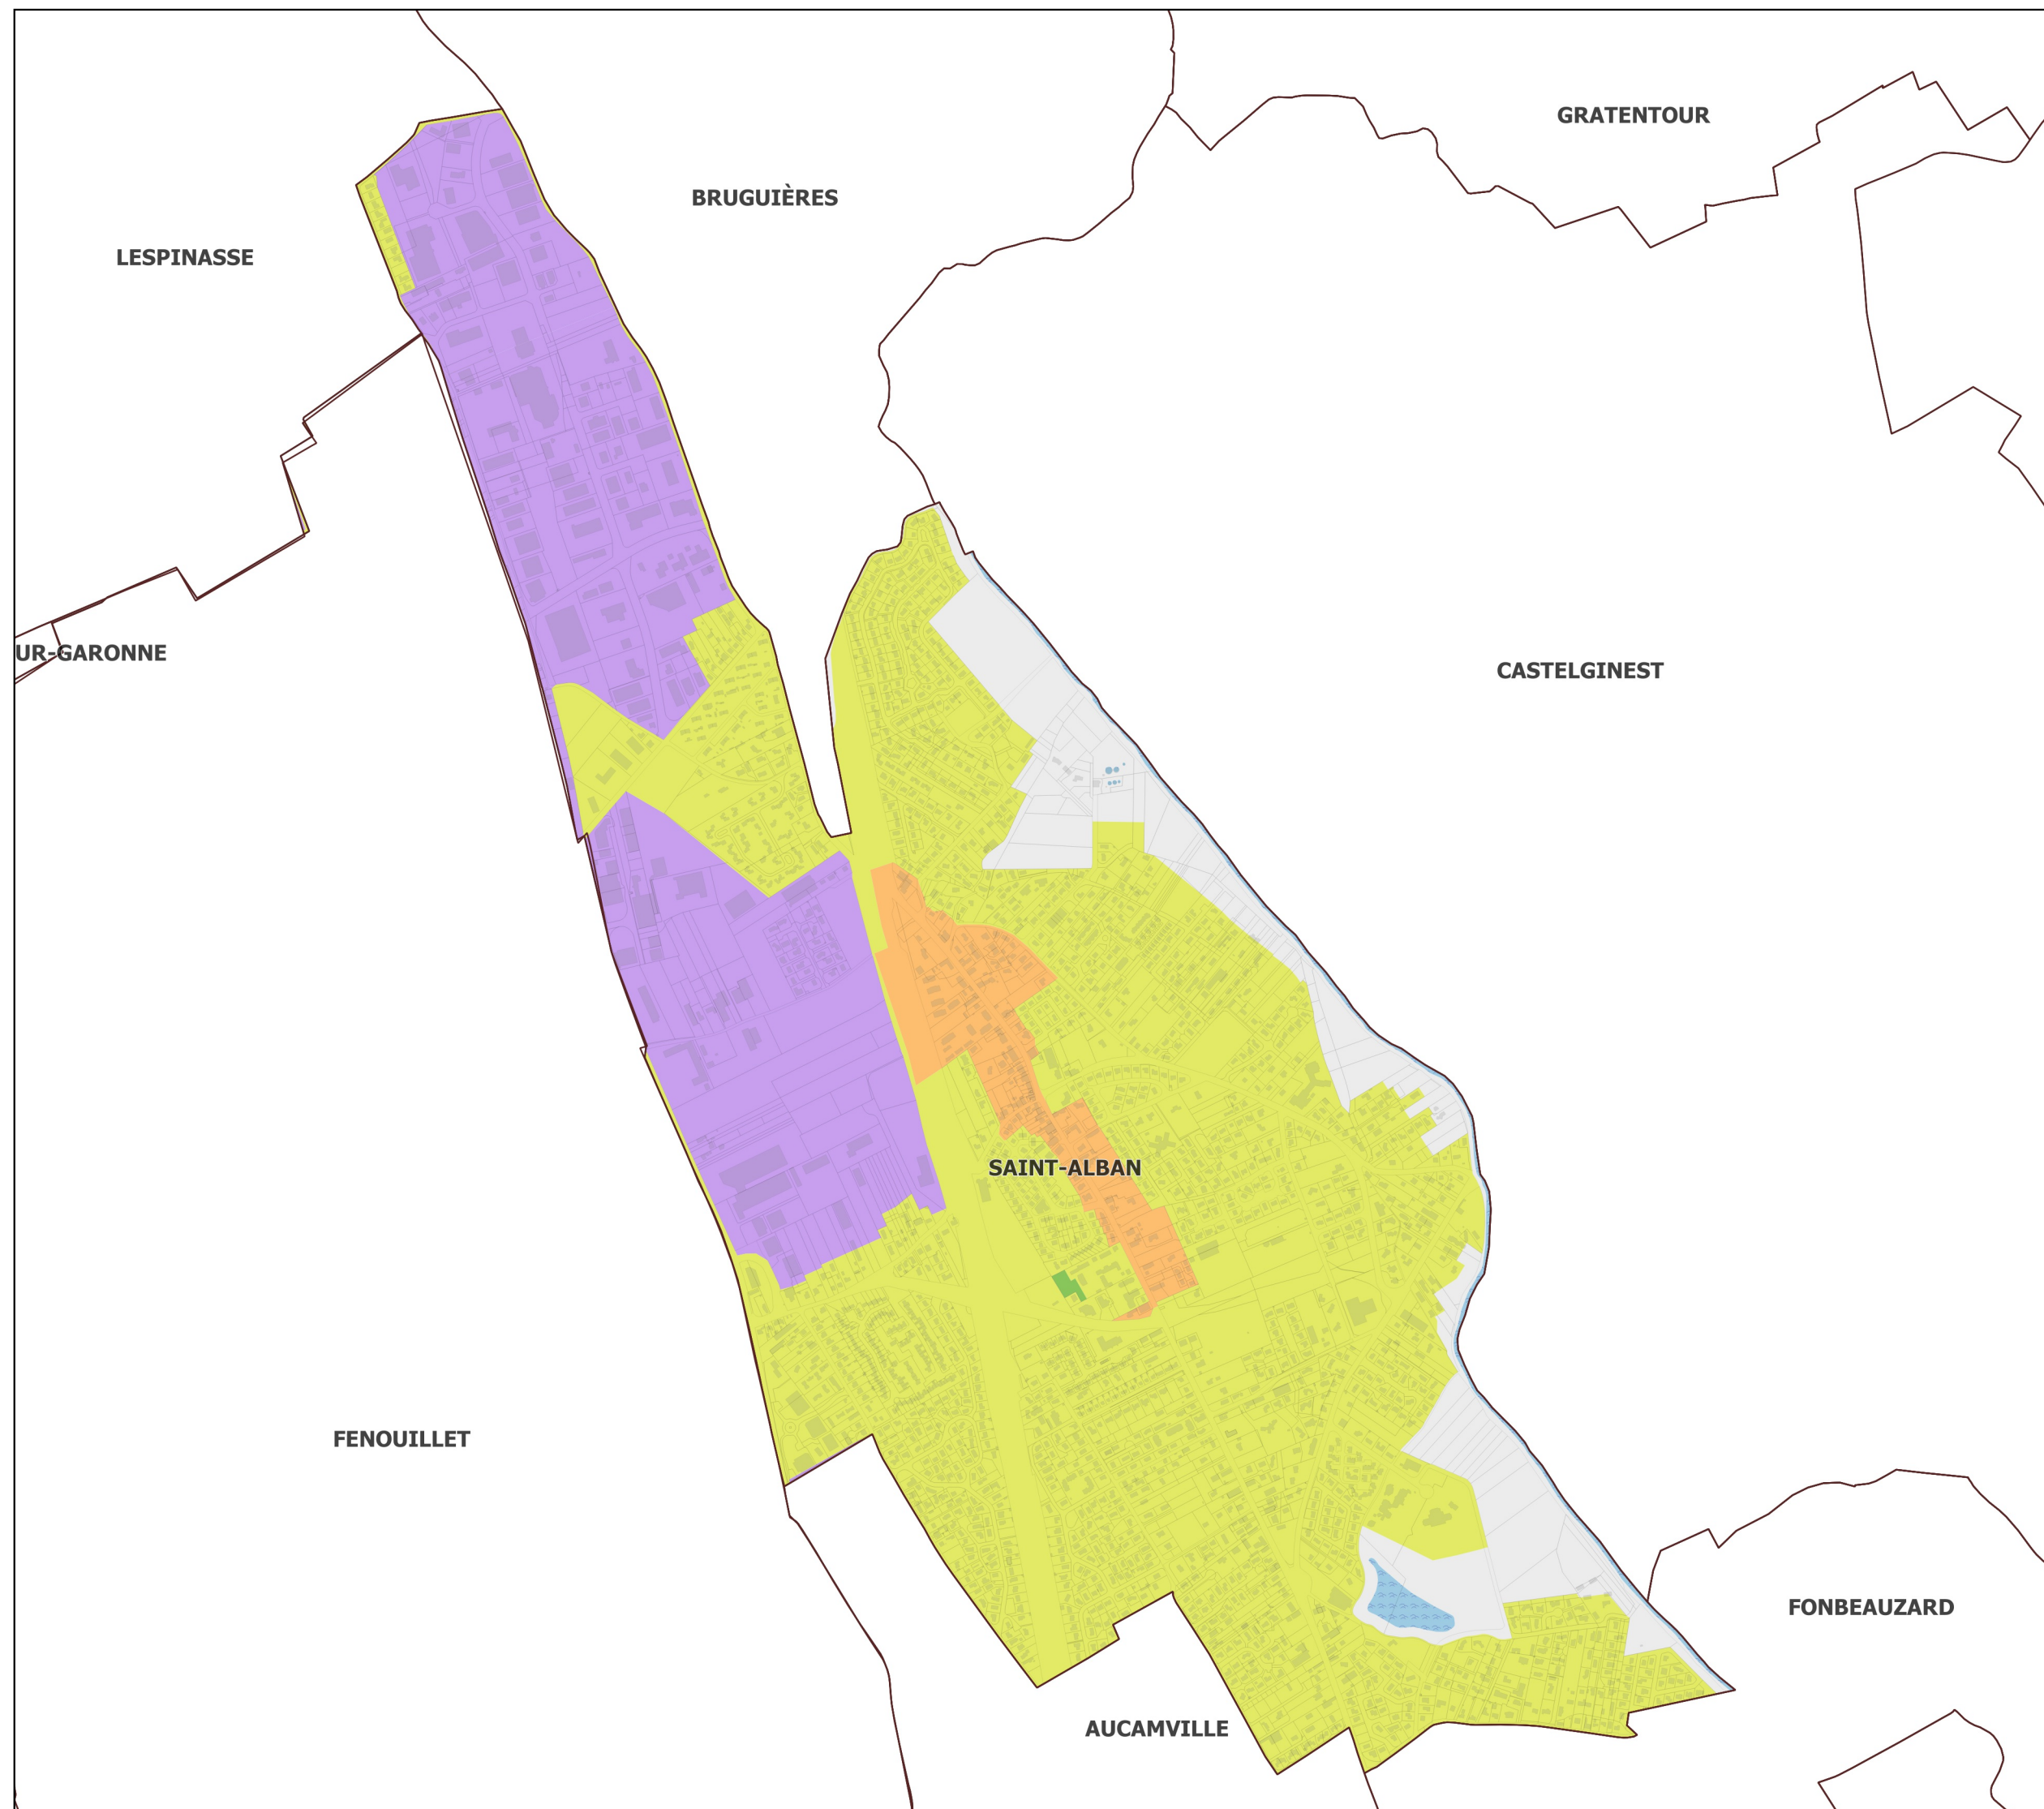 GRATENTOUR
BRUGUIÈRES
LESPINASSE
UR-GARONNE
CASTELGINEST
SAINT-ALBAN
FENOUILLET
FONBEAUZARD
AUCAMVILLE